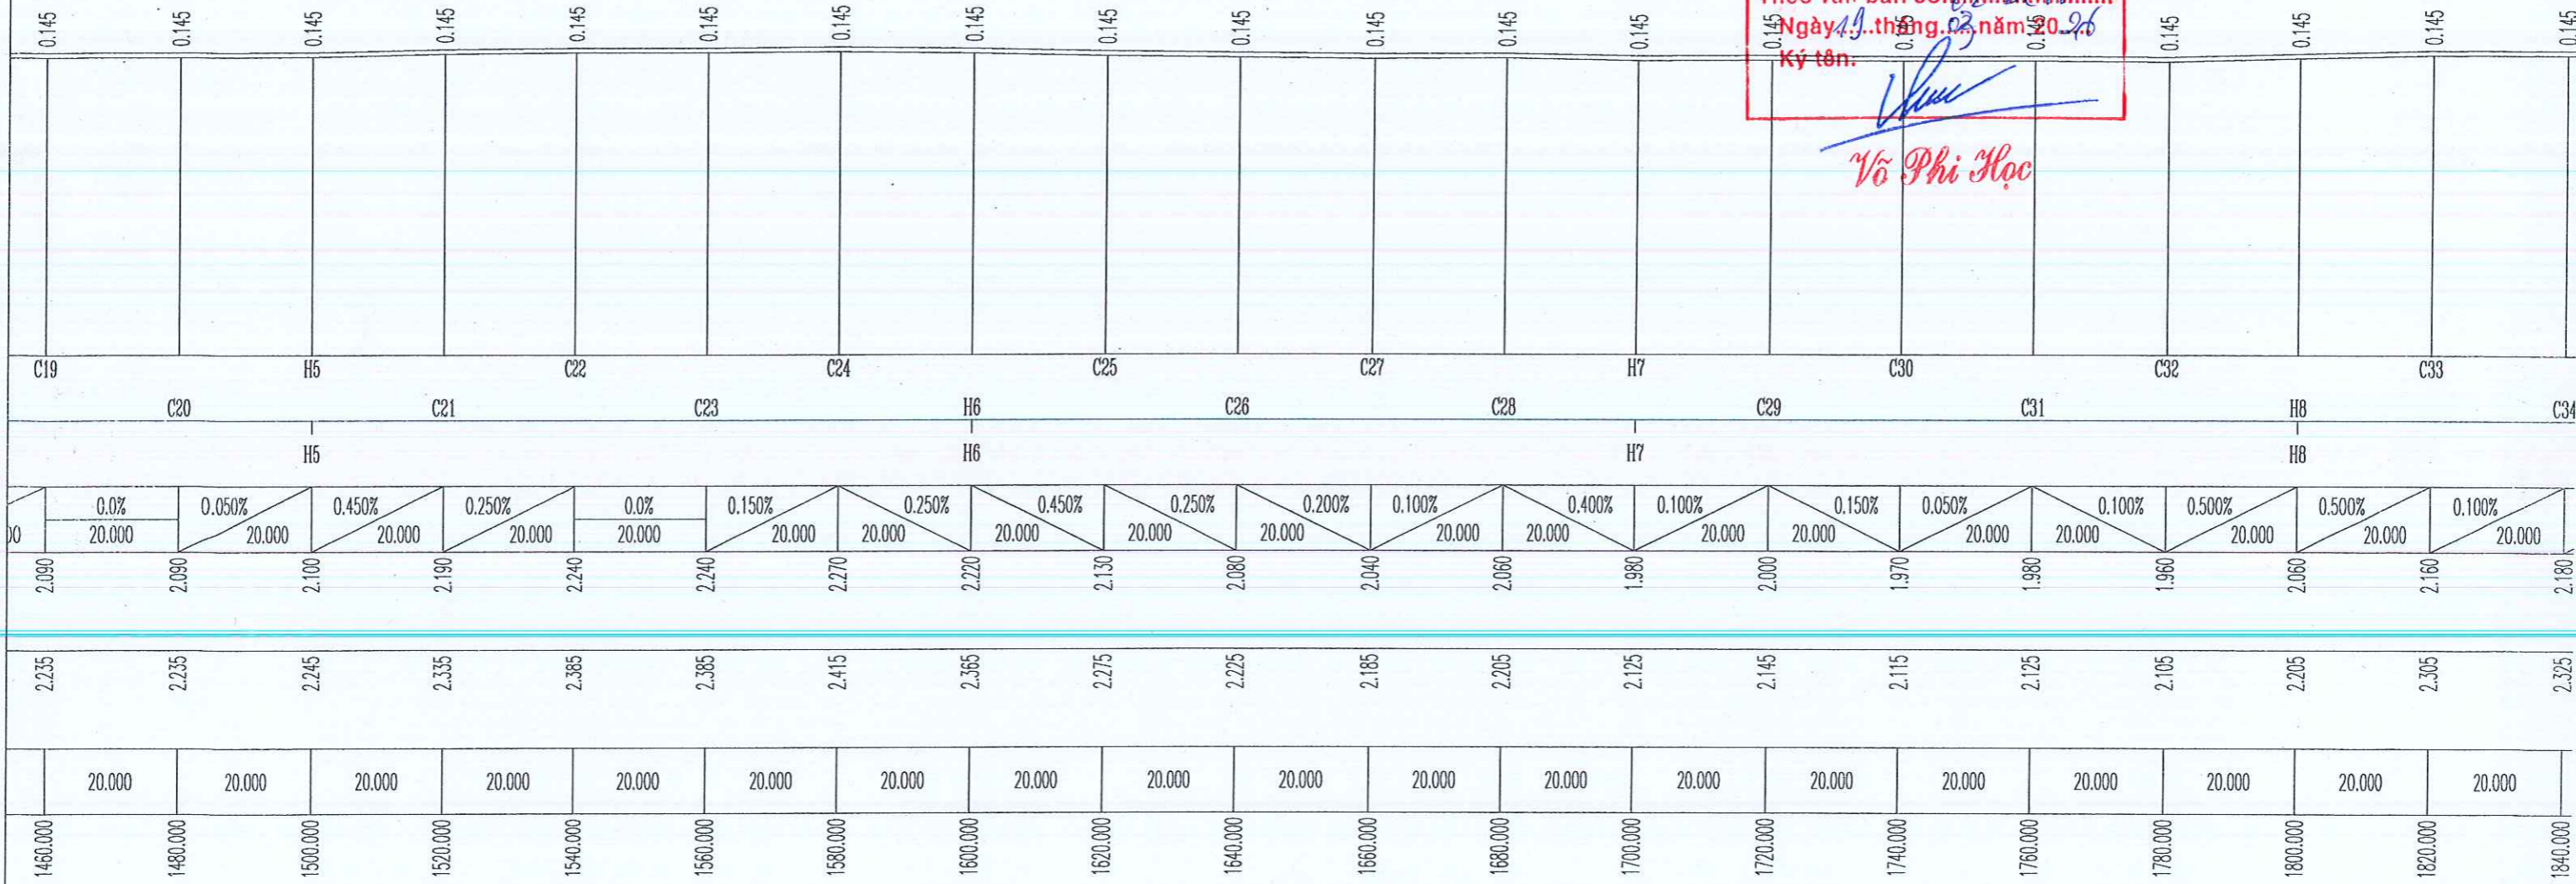 0.145 0.145 0.145 0.145 0.145 0.145 0.145 0.145 0.145 0.145 0.145 0.145 0.145 0.145 0.145 0.145 0.145 0.145 0.145 0.145
Theo văn bản số
Ngày 19 tháng 03 năm 20 26
Ký tên:
Võ Phi Học
C19 H5 C22 C24 C25 C27 H7 C30 C32 C33
C20 C21 C23 H6 C26 C28 C29 C31 H8 C34
H5 H6 H7 H8
0.0% 0.050% 0.450% 0.250% 0.0% 0.150% 0.250% 0.450% 0.250% 0.200% 0.100% 0.400% 0.100% 0.150% 0.050% 0.100% 0.500% 0.500% 0.100%
20.000 20.000 20.000 20.000 20.000 20.000 20.000 20.000 20.000 20.000 20.000 20.000 20.000 20.000 20.000 20.000 20.000 20.000 20.000
2.090 2.090 2.100 2.190 2.240 2.240 2.270 2.220 2.130 2.080 2.040 2.060 1.980 2.000 1.970 1.980 1.960 2.060 2.160 2.180
2.235 2.235 2.245 2.335 2.385 2.385 2.415 2.365 2.275 2.225 2.185 2.205 2.125 2.145 2.115 2.125 2.105 2.205 2.305 2.325
20.000 20.000 20.000 20.000 20.000 20.000 20.000 20.000 20.000 20.000 20.000 20.000 20.000 20.000 20.000 20.000 20.000 20.000 20.000
1460.000 1480.000 1500.000 1520.000 1540.000 1560.000 1580.000 1600.000 1620.000 1640.000 1660.000 1680.000 1700.000 1720.000 1740.000 1760.000 1780.000 1800.000 1820.000 1840.000